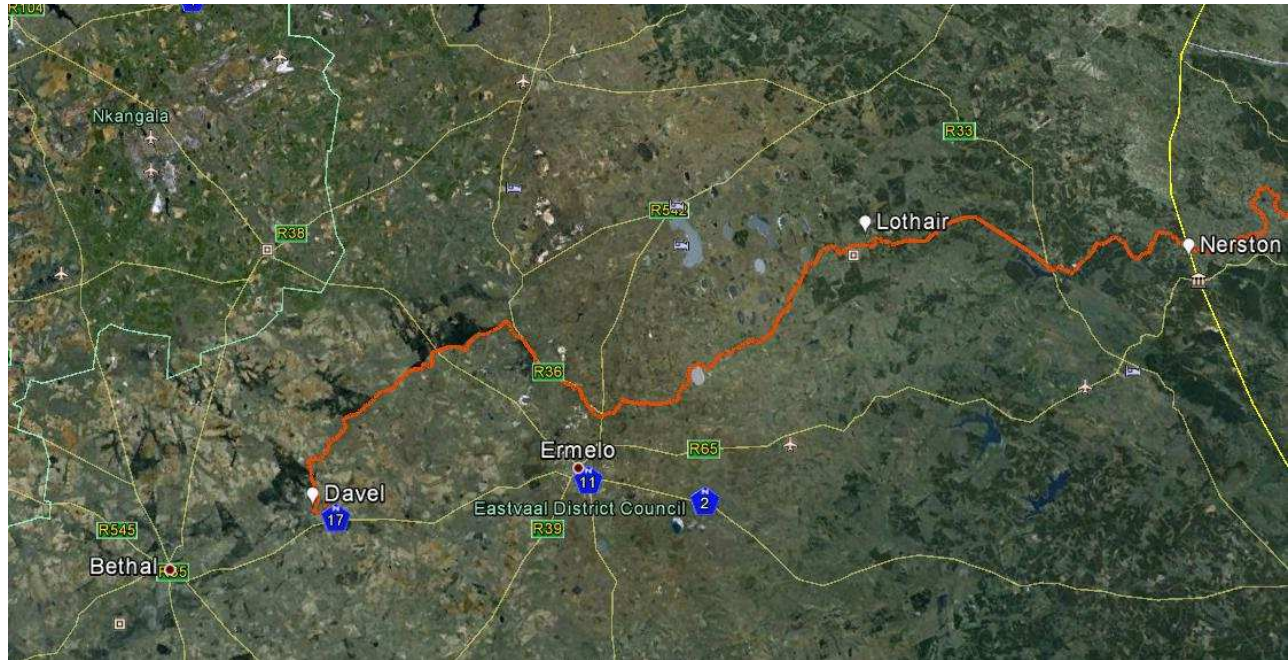 R104
Nkangala
R33
R542
Lothair
R38
Nerston
R36
Ermelo
R65
N
11
Davel
N
2
Eastvaal District Council
N
17
R545
R39
Bethal
R35